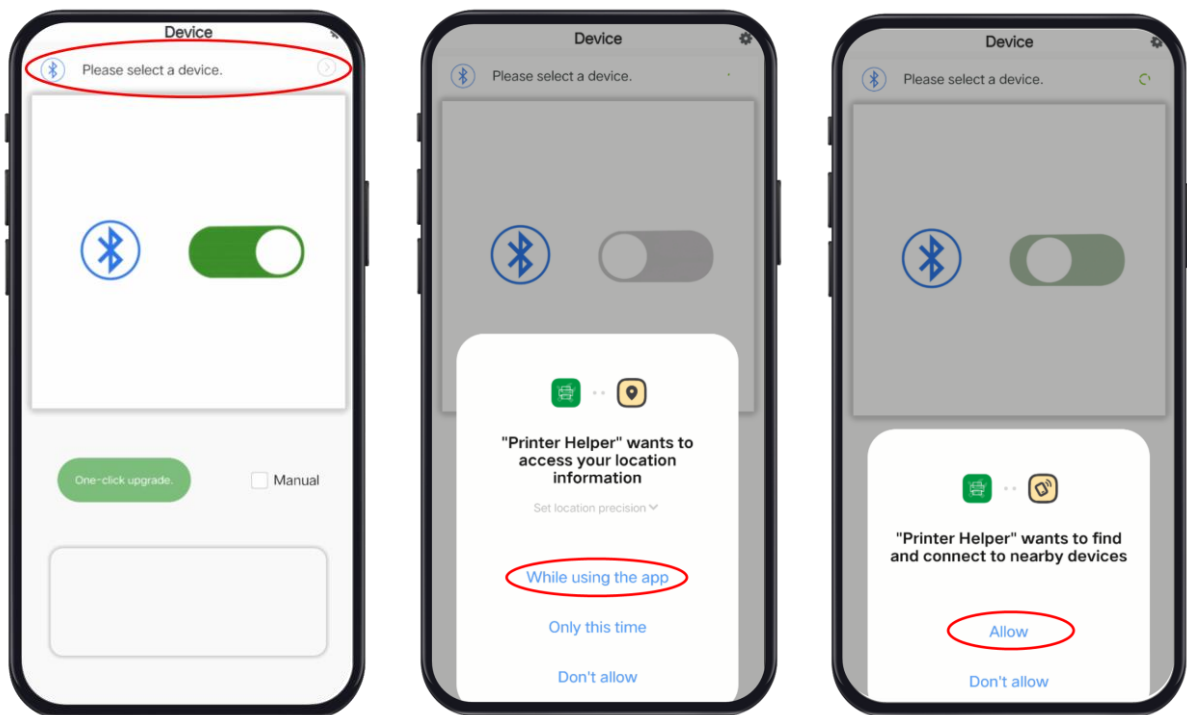 Device
Please select a device.
One-click upgrade.
Manual
Device
Please select a device.
"Printer Helper" wants to
access your location
information
Set location precision
While using the app
Only this time
Don't allow
Device
Please select a device.
"Printer Helper" wants to find
and connect to nearby devices
Allow
Don't allow